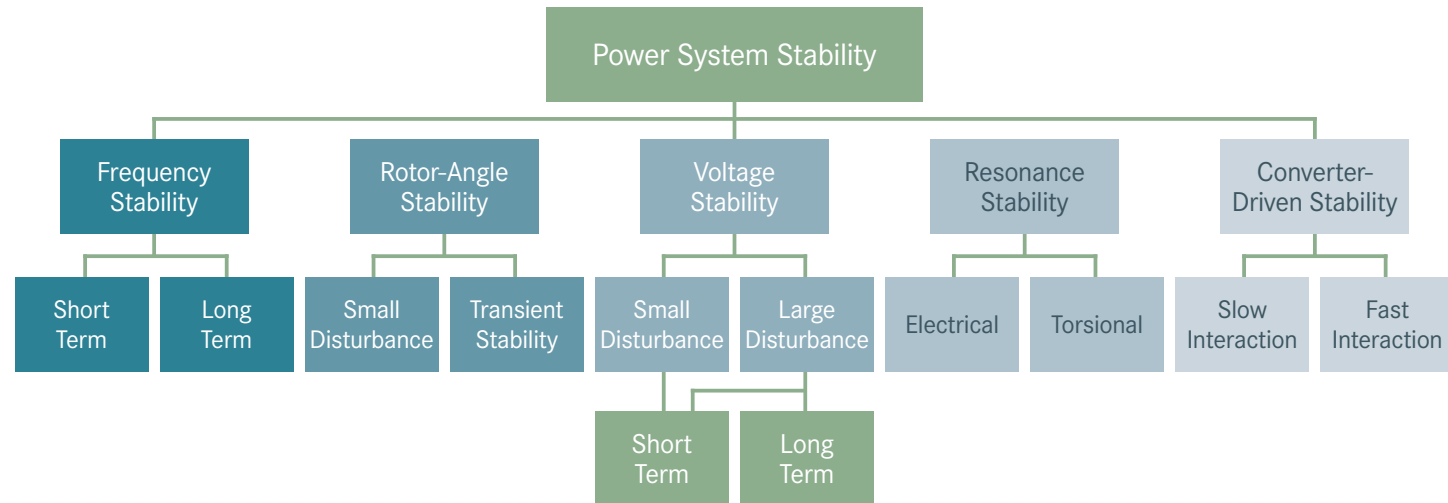 Power System Stability
Frequency
Stability
Rotor-Angle
Stability
Voltage
Stability
Resonance
Stability
Converter-
Driven Stability
Short
Term
Long
Term
Small
Disturbance
Transient
Stability
Small
Disturbance
Large
Disturbance
Electrical
Torsional
Slow
Interaction
Fast
Interaction
Short
Term
Long
Term